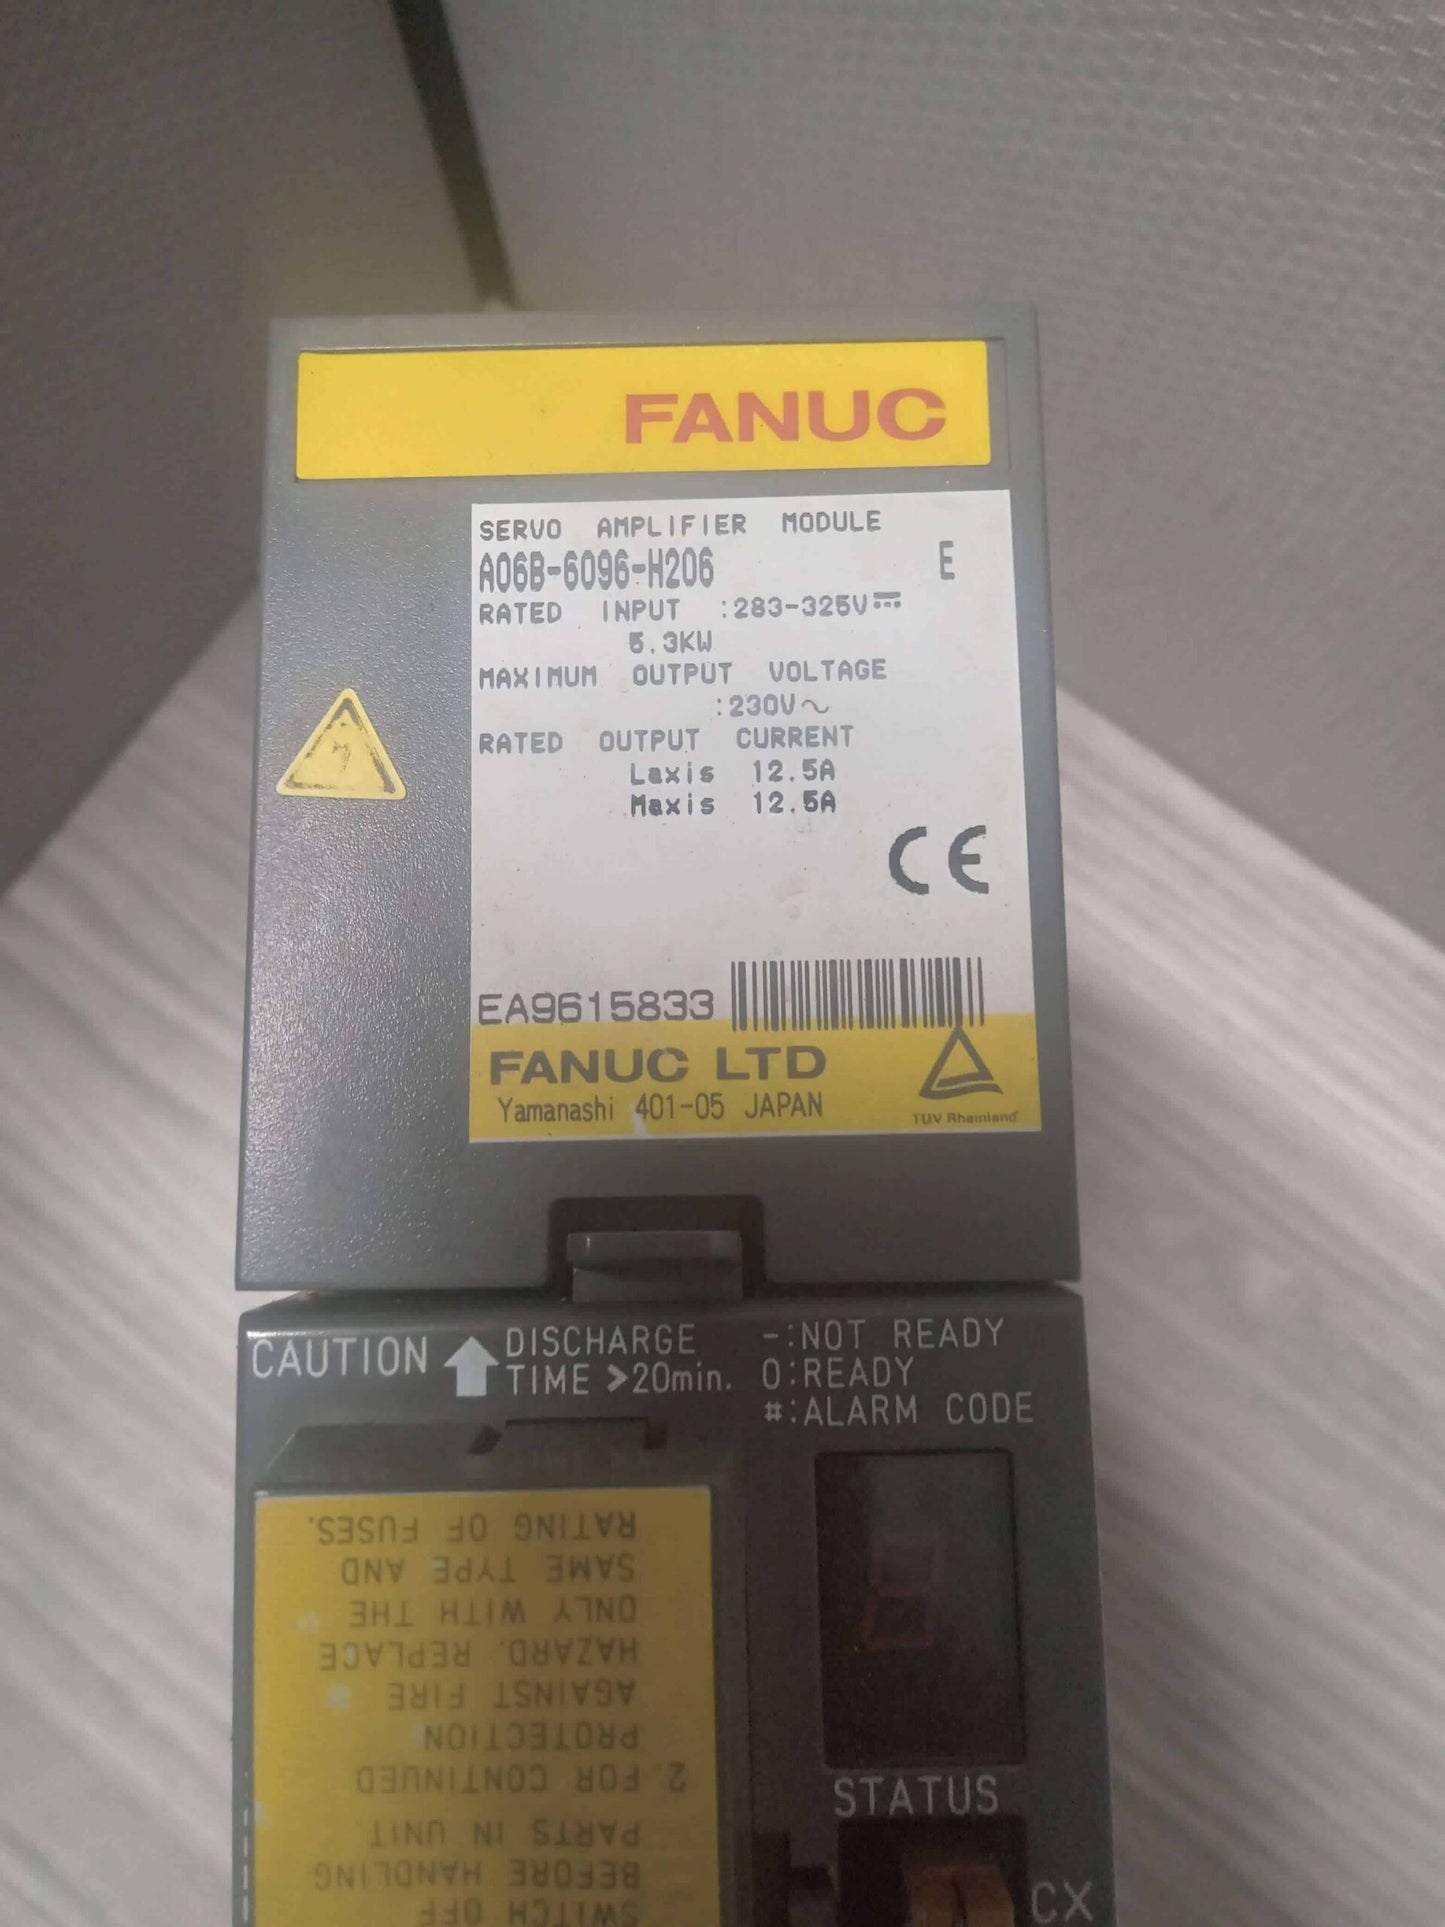 FANUC
SERVO AMPLIFIER MODULE
A06B-6096-H206 E
RATED INPUT :283-325V⎓
5.3KW
MAXIMUM OUTPUT VOLTAGE
:230V～
RATED OUTPUT CURRENT
Laxis 12.5A
Maxis 12.5A
CE
EA9615833
FANUC LTD
Yamanashi 401-05 JAPAN
TUV Rheinland
CAUTION
DISCHARGE
TIME >20min.
-:NOT READY
0:READY
#:ALARM CODE
SWITCH OFF
BEFORE HANDLING
PARTS IN UNIT.
2. FOR CONTINUED
PROTECTION
AGAINST FIRE
HAZARD. REPLACE
ONLY WITH THE
SAME TYPE AND
RATING OF FUSES.
STATUS
CX